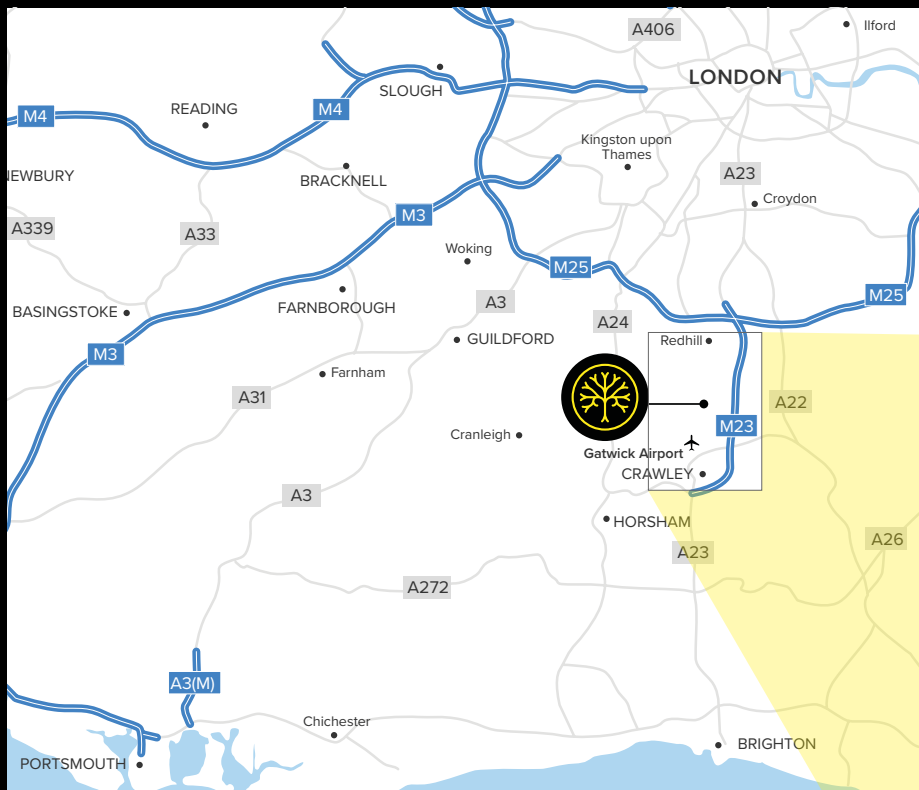 A406
Ilford
LONDON
SLOUGH
M4
READING
M4
Kingston upon
Thames
BRACKNELL
A23
Croydon
A339
A33
M3
Woking
M25
M25
A3
FARNBOROUGH
BASINGSTOKE
A24
GUILDFORD
Redhill
M3
Farnham
A31
A22
M23
Cranleigh
Gatwick Airport
CRAWLEY
A3
HORSHAM
A23
A26
A272
A3(M)
Chichester
BRIGHTON
PORTSMOUTH